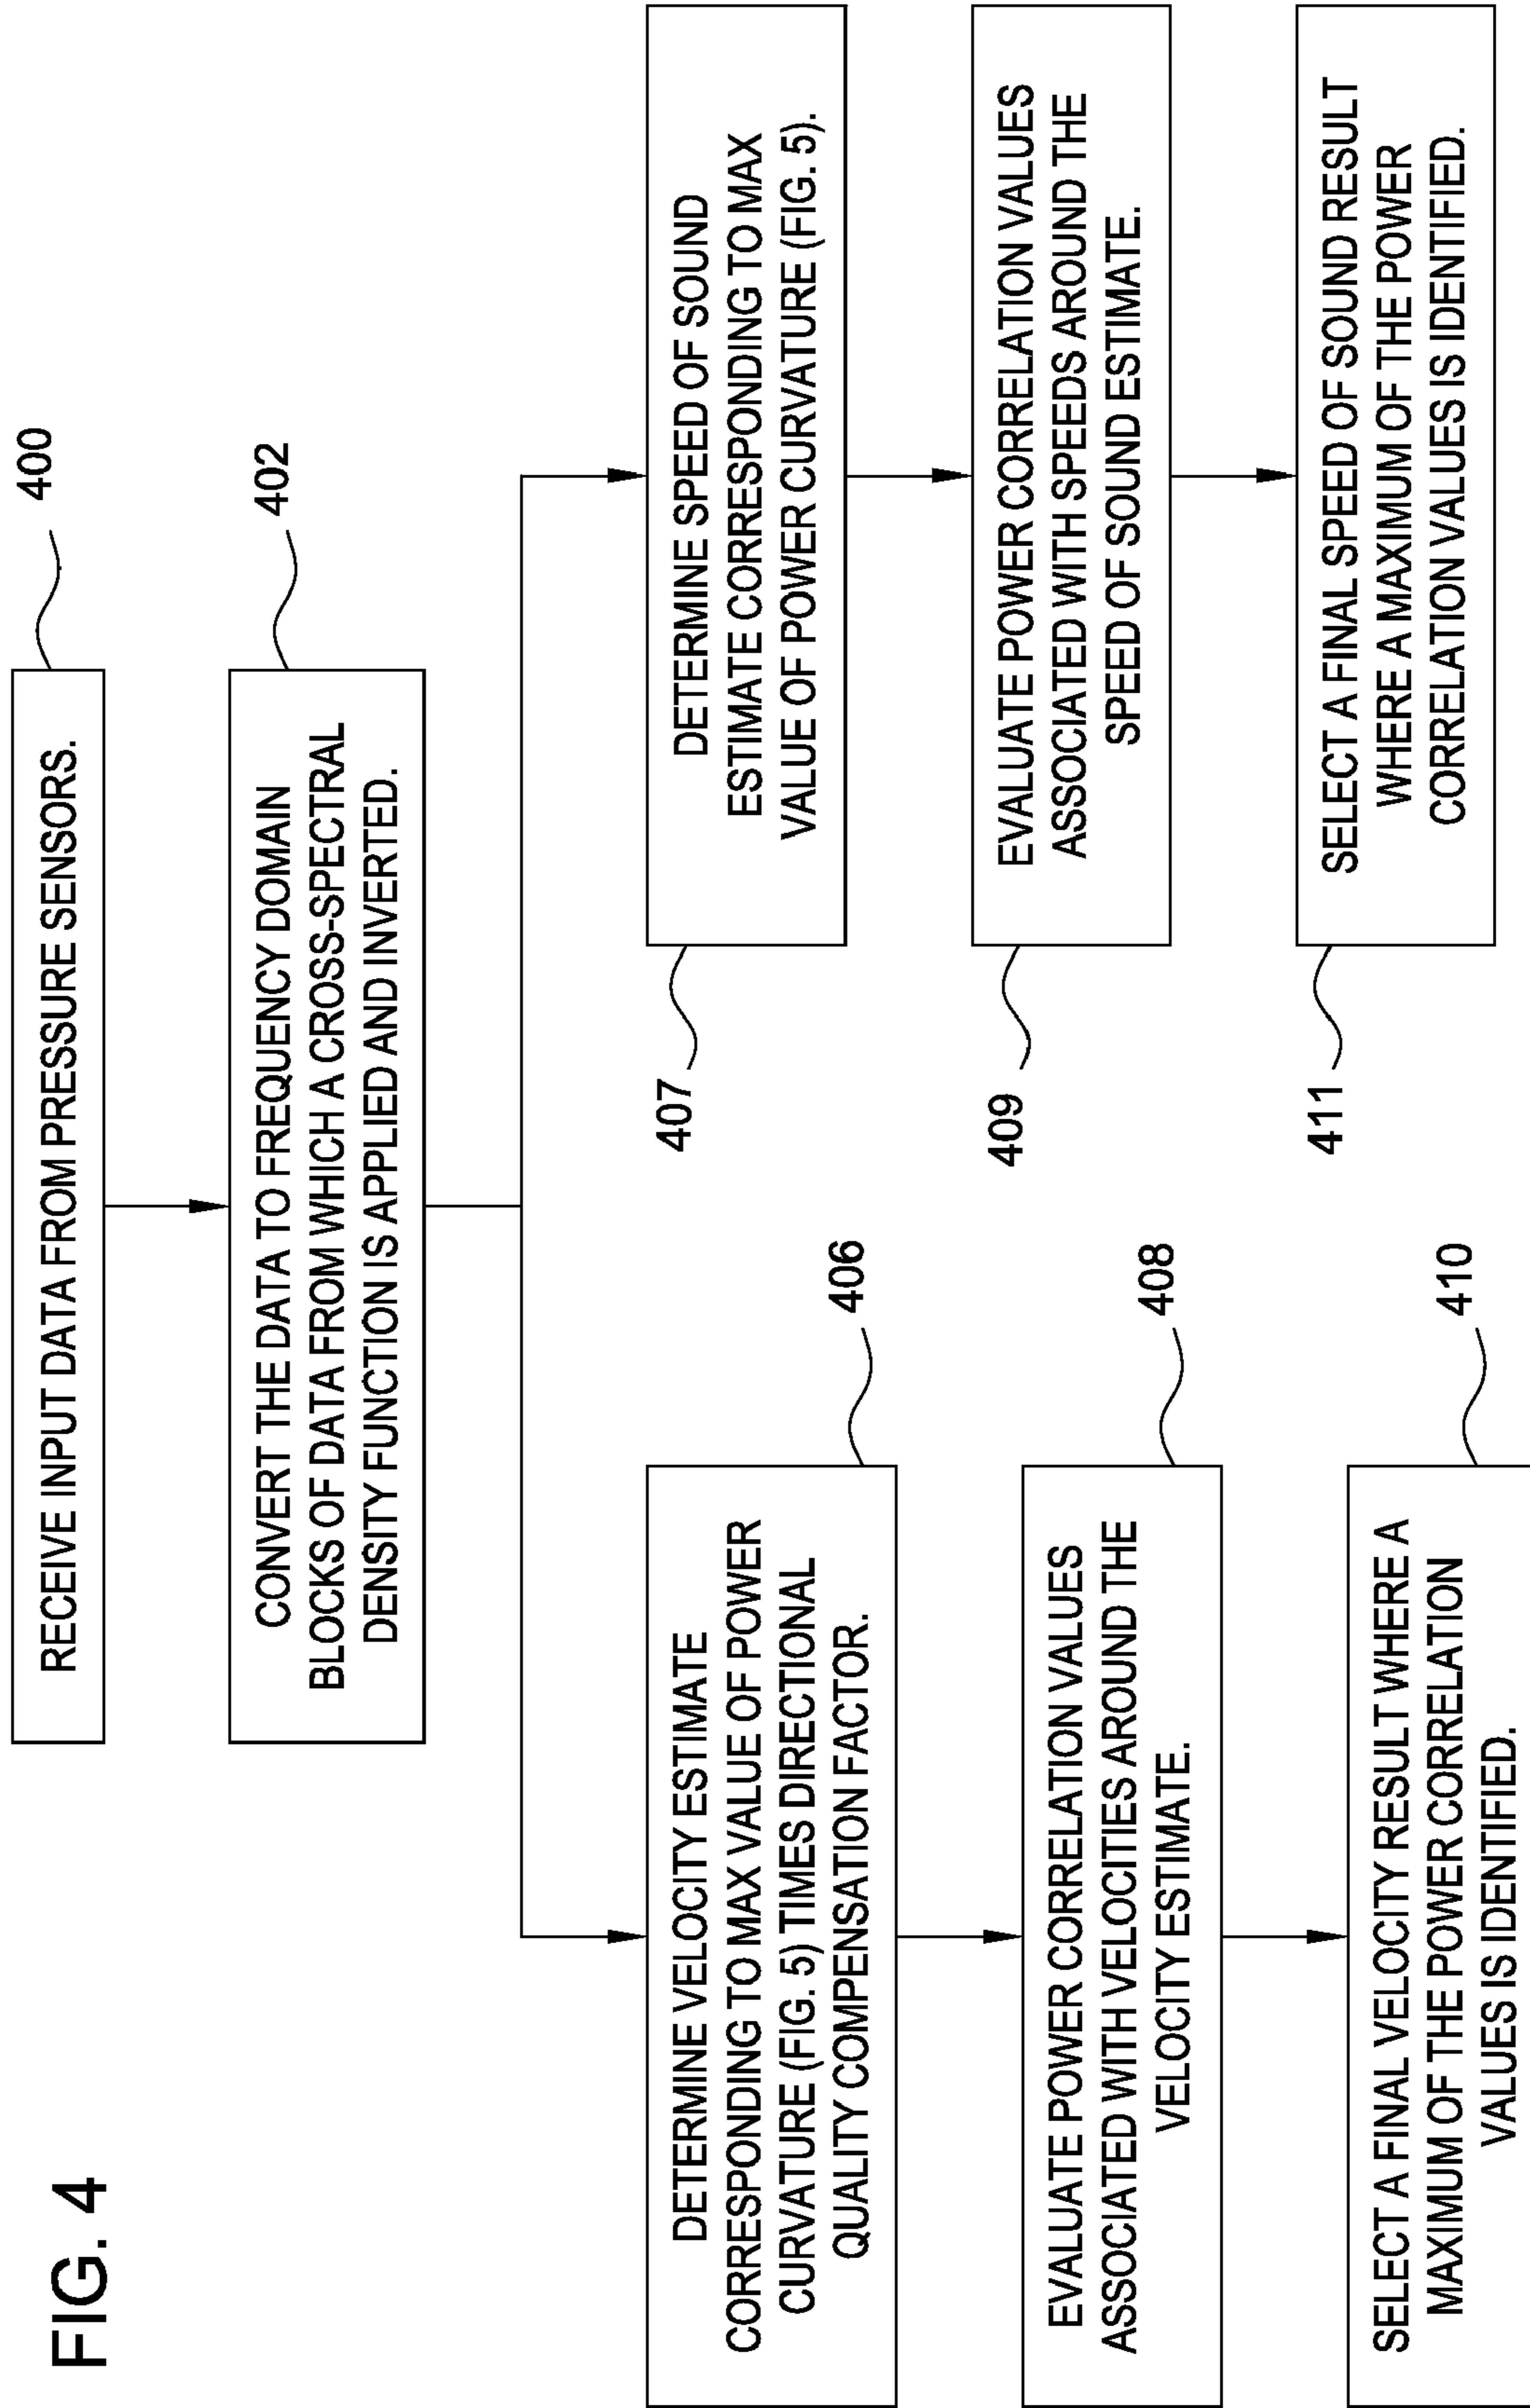 FIG. 4
400
RECEIVE INPUT DATA FROM PRESSURE SENSORS.
402
CONVERT THE DATA TO FREQUENCY DOMAIN
BLOCKS OF DATA FROM WHICH A CROSS-SPECTRAL
DENSITY FUNCTION IS APPLIED AND INVERTED.
406
DETERMINE VELOCITY ESTIMATE
CORRESPONDING TO MAX VALUE OF POWER
CURVATURE (FIG. 5) TIMES DIRECTIONAL
QUALITY COMPENSATION FACTOR.
408
EVALUATE POWER CORRELATION VALUES
ASSOCIATED WITH VELOCITIES AROUND THE
VELOCITY ESTIMATE.
410
SELECT A FINAL VELOCITY RESULT WHERE A
MAXIMUM OF THE POWER CORRELATION
VALUES IS IDENTIFIED.
407
DETERMINE SPEED OF SOUND
ESTIMATE CORRESPONDING TO MAX
VALUE OF POWER CURVATURE (FIG. 5).
409
EVALUATE POWER CORRELATION VALUES
ASSOCIATED WITH SPEEDS AROUND THE
SPEED OF SOUND ESTIMATE.
411
SELECT A FINAL SPEED OF SOUND RESULT
WHERE A MAXIMUM OF THE POWER
CORRELATION VALUES IS IDENTIFIED.